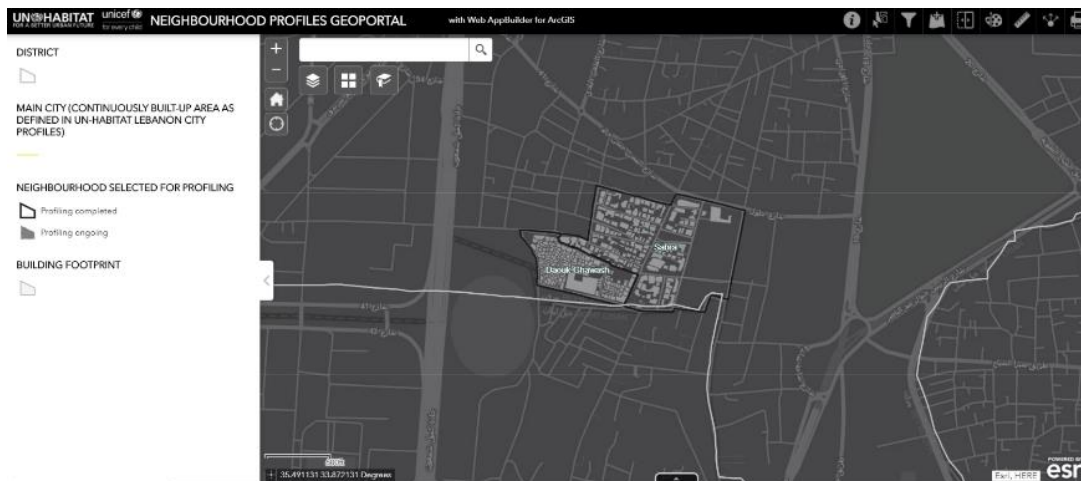 UN HABITAT
FOR A BETTER URBAN FUTURE
unicef
for every child
NEIGHBOURHOOD PROFILES GEOPORTAL
with Web AppBuilder for ArcGIS
DISTRICT
MAIN CITY (CONTINUOUSLY BUILT-UP AREA AS
DEFINED IN UN-HABITAT LEBANON CITY
PROFILES)
NEIGHBOURHOOD SELECTED FOR PROFILING
Profiling completed
Profiling ongoing
BUILDING FOOTPRINT
Sabra
Daouk Ghawash
35.491131 33.872131 Degrees
Esri, HERE
POWERED BY
esri